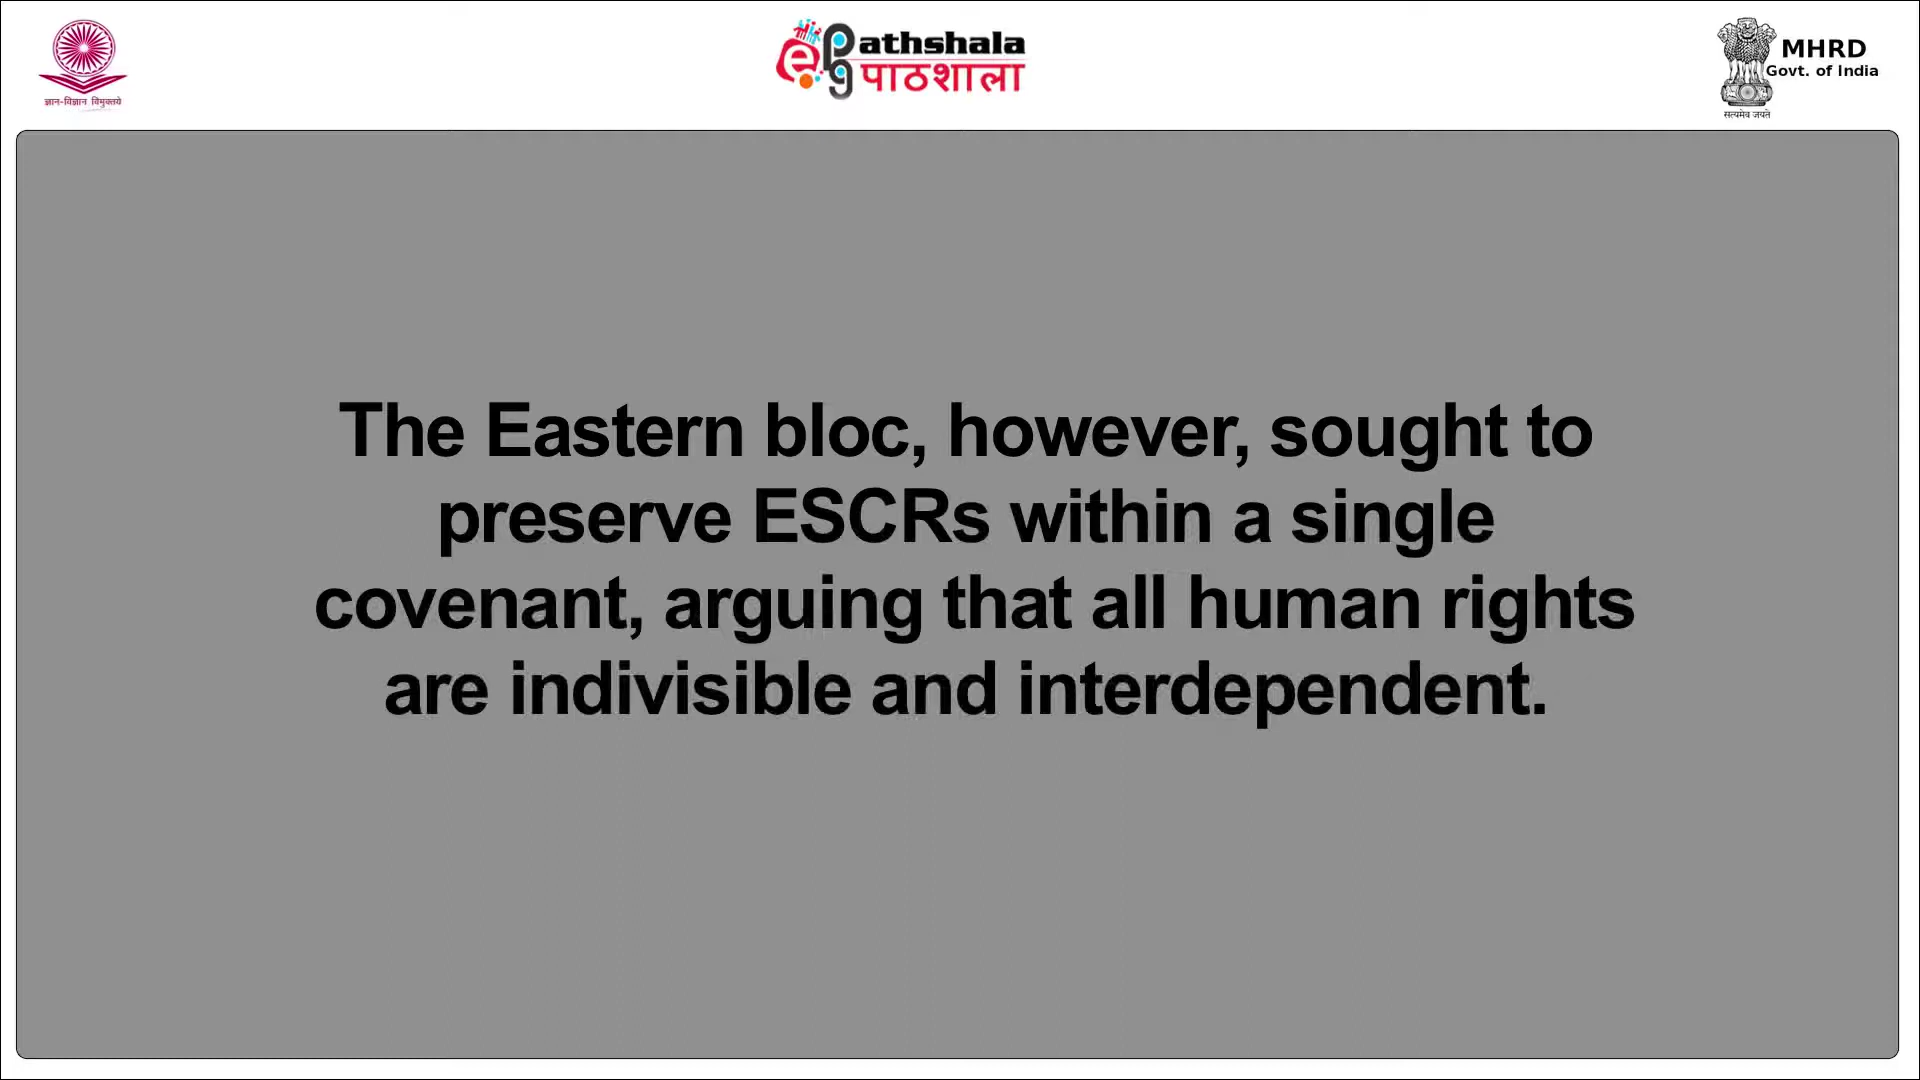 ज्ञान-विज्ञान विमुक्तये
ePG athshala
पाठशाला
MHRD
Govt. of India
सत्यमेव जयते
The Eastern bloc, however, sought to
preserve ESCRs within a single
covenant, arguing that all human rights
are indivisible and interdependent.